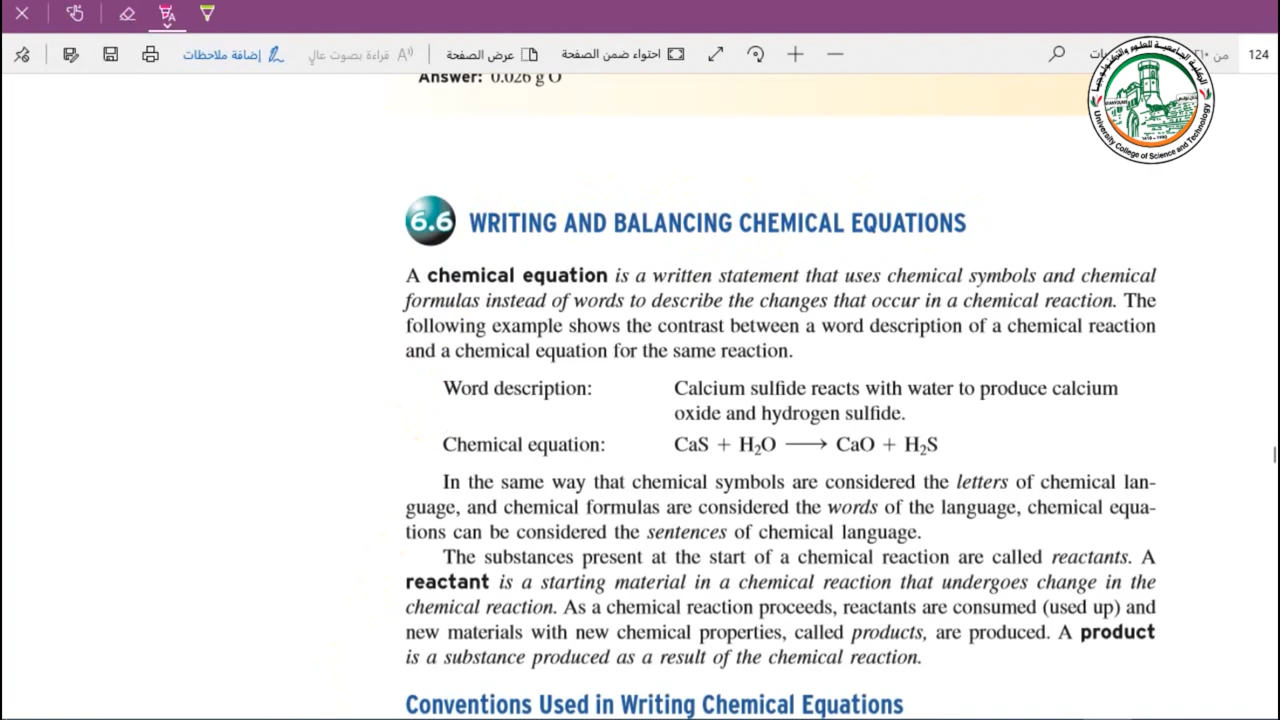 إضافة ملاحظات
قراءة بصوت عالٍ
عرض الصفحة
احتواء ضمن الصفحة
من
124
University College of Science and Technology
Answer: 0.026 g O
6.6 WRITING AND BALANCING CHEMICAL EQUATIONS
A chemical equation is a written statement that uses chemical symbols and chemical
formulas instead of words to describe the changes that occur in a chemical reaction. The
following example shows the contrast between a word description of a chemical reaction
and a chemical equation for the same reaction.
Word description: Calcium sulfide reacts with water to produce calcium
oxide and hydrogen sulfide.
Chemical equation: CaS + H₂O ⟶ CaO + H₂S
In the same way that chemical symbols are considered the letters of chemical lan-
guage, and chemical formulas are considered the words of the language, chemical equa-
tions can be considered the sentences of chemical language.
The substances present at the start of a chemical reaction are called reactants. A
reactant is a starting material in a chemical reaction that undergoes change in the
chemical reaction. As a chemical reaction proceeds, reactants are consumed (used up) and
new materials with new chemical properties, called products, are produced. A product
is a substance produced as a result of the chemical reaction.
Conventions Used in Writing Chemical Equations